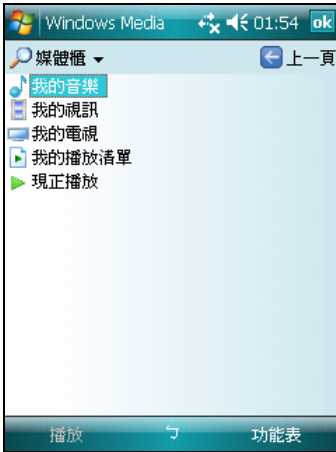 Windows Media 01:54 ok
媒體櫃 上一頁
我的音樂
我的視訊
我的電視
我的播放清單
現正播放
播放 ㄅ 功能表